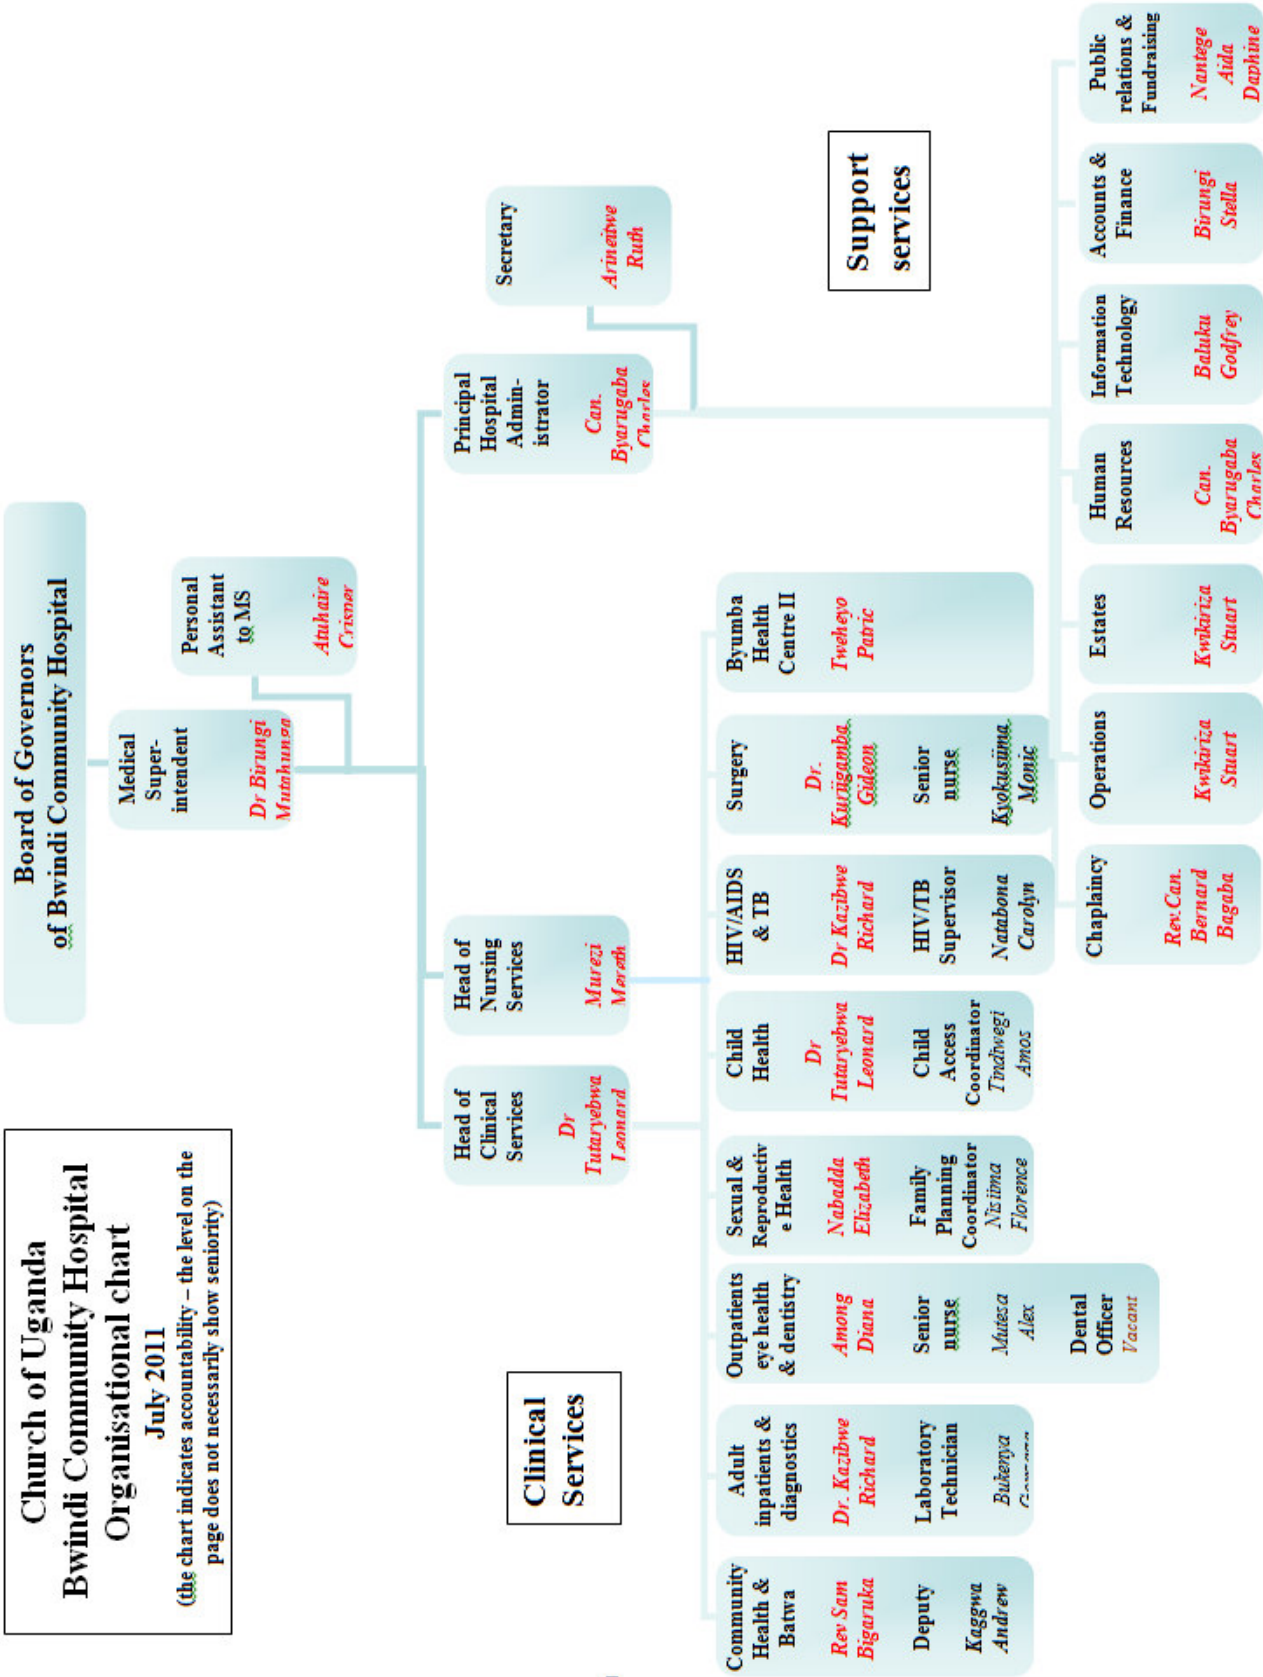 Church of Uganda
Bwindi Community Hospital
Organisational chart
July 2011
(the chart indicates accountability – the level on the
page does not necessarily show seniority)
Board of Governors
of Bwindi Community Hospital
Medical
Super-
intendent
Dr Birungi
Mutahunga
Personal
Assistant
to MS
Atuhaire
Crisper
Head of
Clinical
Services
Dr
Tutaryebwa
Leonard
Head of
Nursing
Services
Murezi
Mereth
Principal
Hospital
Admin-
istrator
Can.
Byarugaba
Charles
Secretary
Arineitwe
Ruth
Clinical
Services
Support
services
Community
Health &
Batwa
Rev Sam
Bigaruka
Deputy
Kaggwa
Andrew
Adult
inpatients &
diagnostics
Dr. Kazibwe
Richard
Laboratory
Technician
Bukenya
Outpatients
eye health
& dentistry
Among
Diana
Senior
nurse
Mutesa
Alex
Dental
Officer
Vacant
Sexual &
Reproductiv
e Health
Nabadda
Elizabeth
Family
Planning
Coordinator
Nisiima
Florence
Child
Health
Dr
Tutaryebwa
Leonard
Child
Access
Coordinator
Tindiwegi
Amos
HIV/AIDS
& TB
Dr Kazibwe
Richard
HIV/TB
Supervisor
Natabona
Carolyn
Surgery
Dr.
Kuriigamba
Gideon
Senior
nurse
Kyokusiima
Monic
Byumba
Health
Centre II
Tweheyo
Patric
Chaplaincy
Rev.Can.
Bernard
Bagaba
Operations
Kwikiriza
Stuart
Estates
Kwikiriza
Stuart
Human
Resources
Can.
Byarugaba
Charles
Information
Technology
Baluku
Godfrey
Accounts &
Finance
Birungi
Stella
Public
relations &
Fundraising
Nantege
Aida
Daphine